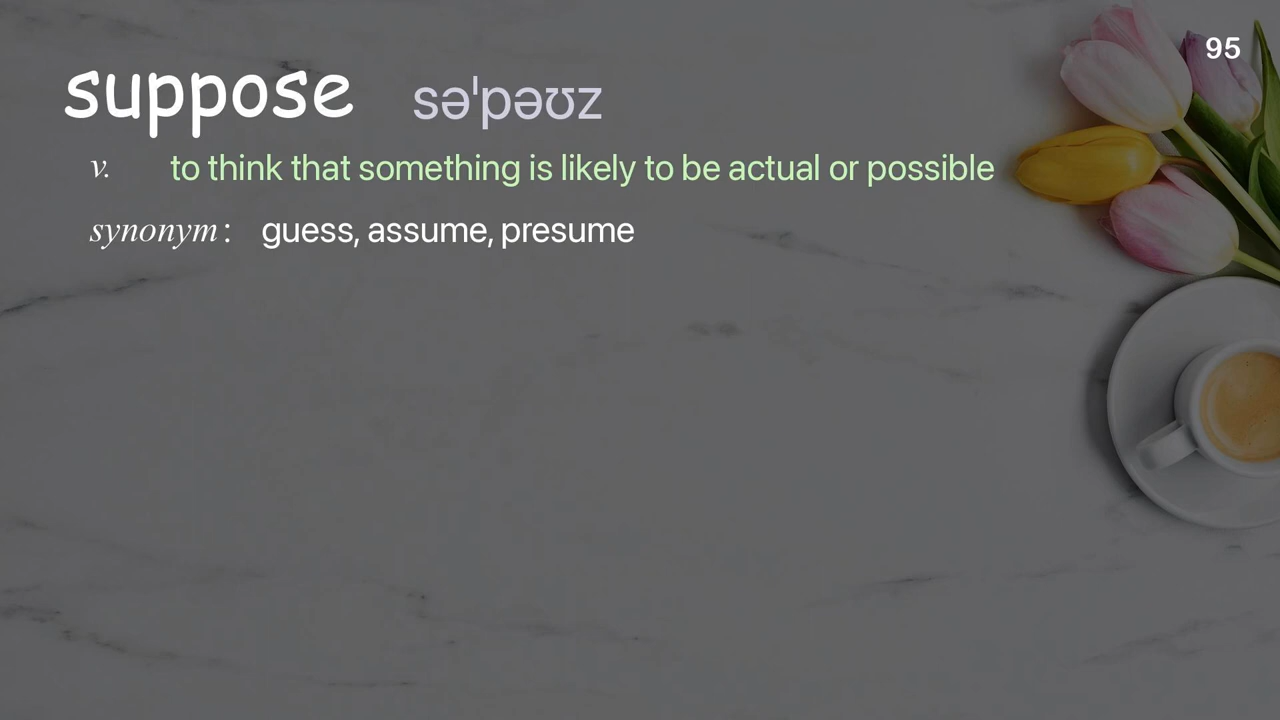 95
suppose səˈpəʊz
v. to think that something is likely to be actual or possible
synonym: guess, assume, presume